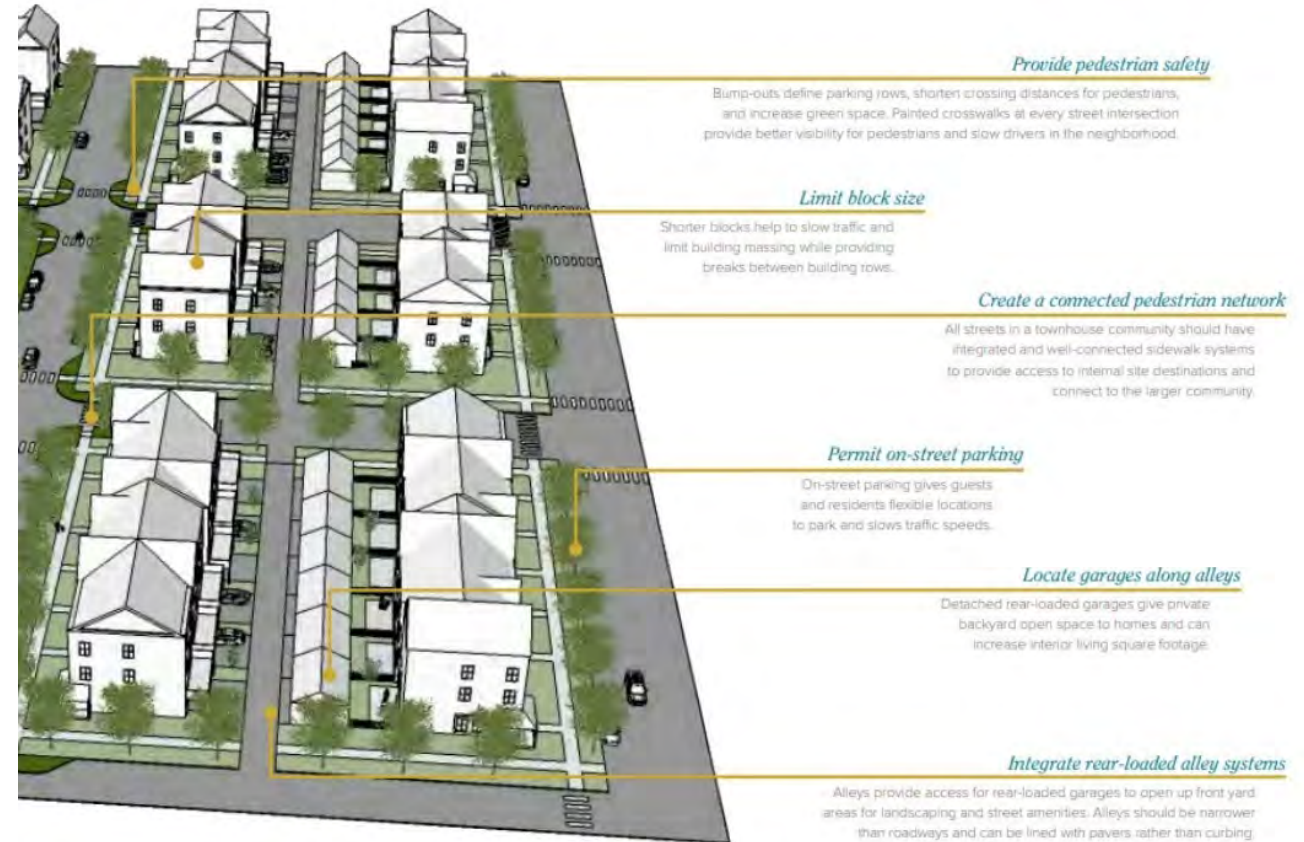 Provide pedestrian safety
Bump-outs define parking rows, shorten crossing distances for pedestrians,
and increase green space. Painted crosswalks at every street intersection
provide better visibility for pedestrians and slow drivers in the neighborhood.
Limit block size
Shorter blocks help to slow traffic and
limit building massing while providing
breaks between building rows.
Create a connected pedestrian network
All streets in a townhouse community should have
integrated and well-connected sidewalk systems
to provide access to internal site destinations and
connect to the larger community.
Permit on-street parking
On-street parking gives guests
and residents flexible locations
to park and slows traffic speeds.
Locate garages along alleys
Detached rear-loaded garages give private
backyard open space to homes and can
increase interior living square footage.
Integrate rear-loaded alley systems
Alleys provide access for rear-loaded garages to open up front yard
areas for landscaping and street amenities. Alleys should be narrower
than roadways and can be lined with pavers rather than curbing.